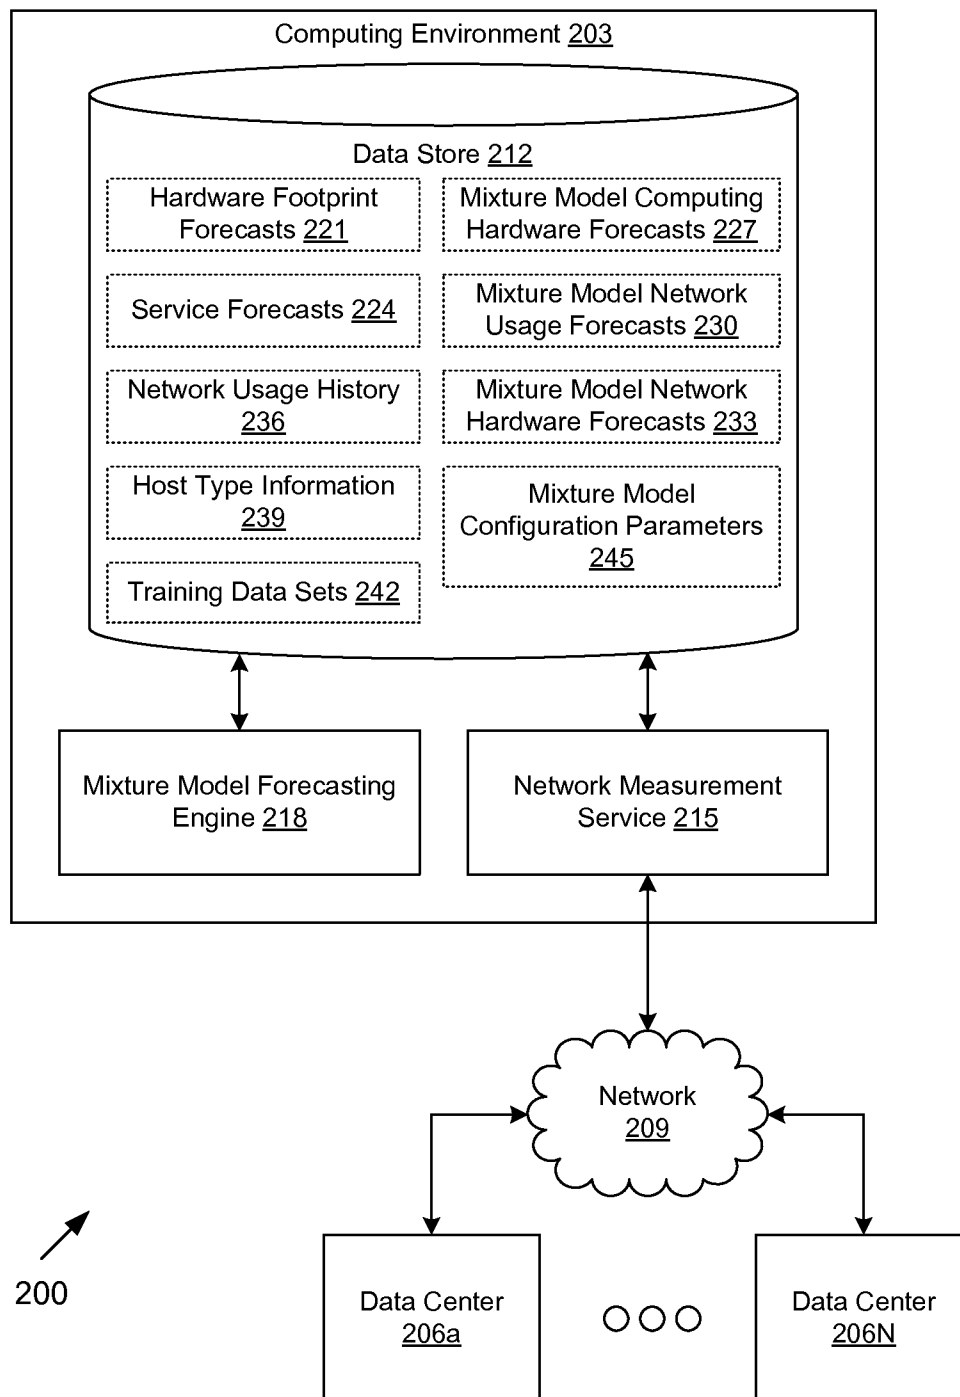 Computing Environment 203
Data Store 212
Hardware Footprint
Forecasts 221
Mixture Model Computing
Hardware Forecasts 227
Service Forecasts 224
Mixture Model Network
Usage Forecasts 230
Network Usage History
236
Mixture Model Network
Hardware Forecasts 233
Host Type Information
239
Mixture Model
Configuration Parameters
245
Training Data Sets 242
Mixture Model Forecasting
Engine 218
Network Measurement
Service 215
Network
209
200
Data Center
206a
Data Center
206N